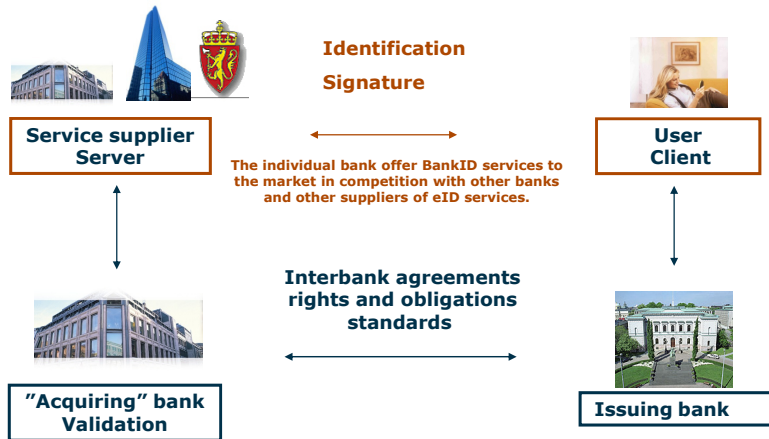 Identification
Signature
Service supplier
Server
User
Client
The individual bank offer BankID services to
the market in competition with other banks
and other suppliers of eID services.
Interbank agreements
rights and obligations
standards
”Acquiring” bank
Validation
Issuing bank